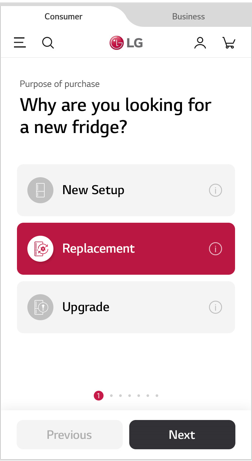 Consumer
Business
LG
Purpose of purchase
Why are you looking for
a new fridge?
New Setup
Replacement
Upgrade
1
Previous
Next